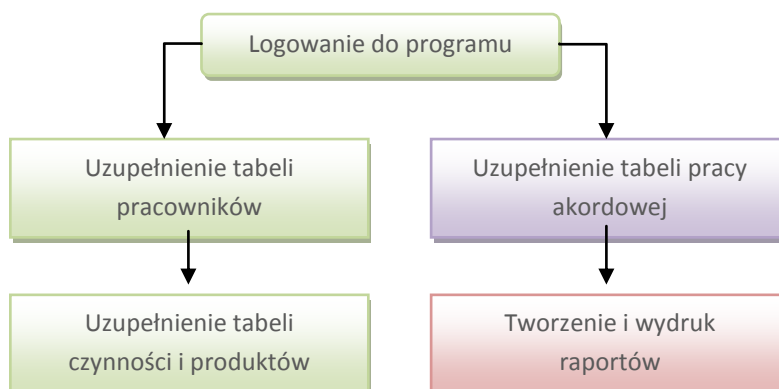 Logowanie do programu
Uzupełnienie tabeli
pracowników
Uzupełnienie tabeli pracy
akordowej
Uzupełnienie tabeli
czynności i produktów
Tworzenie i wydruk
raportów